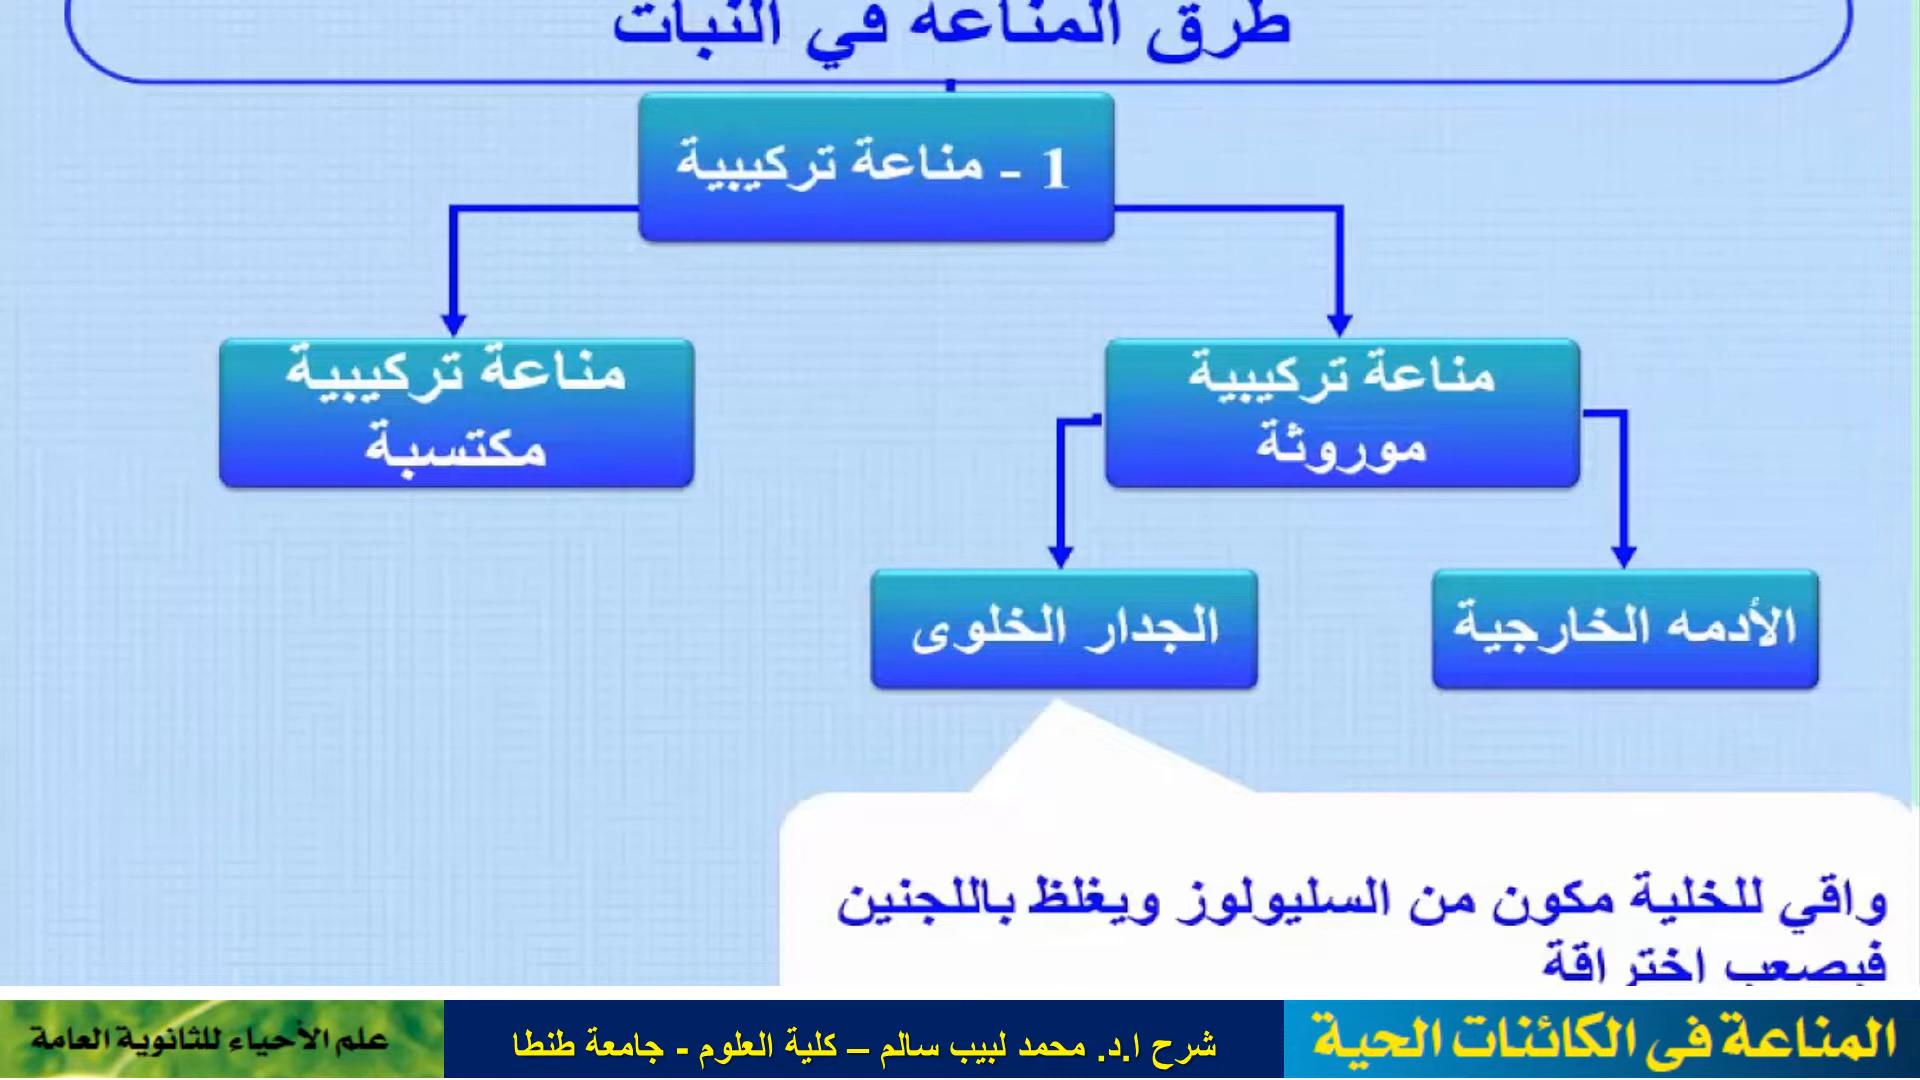 طرق المناعه في النبات
1 - مناعة تركيبية
مناعة تركيبية
موروثة
مناعة تركيبية
مكتسبة
الأدمه الخارجية
الجدار الخلوى
واقي للخلية مكون من السليولوز ويغلظ باللجنين
فيصعب اختراقة
المناعة فى الكائنات الحية
شرح ا.د. محمد لبيب سالم – كلية العلوم - جامعة طنطا
علم الأحياء للثانوية العامة